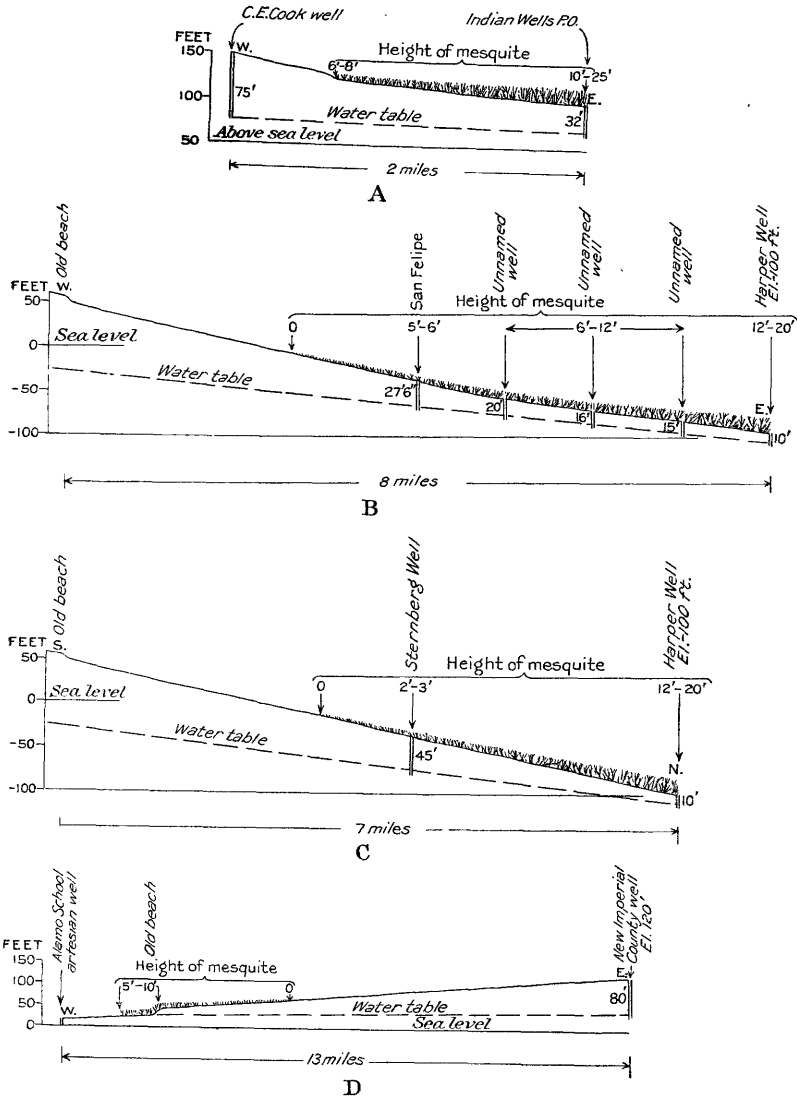 C.E.Cook well
Indian Wells P.O.
FEET
150
W.
Height of mesquite
6'-8'
10'-25'
100
75'
E.
Water table
32'
50
Above sea level
2 miles
A
Old beach
San Felipe
Unnamed well
Unnamed well
Unnamed well
Harper Well
El.-100 ft.
FEET
W.
50
Height of mesquite
0
5'-6'
6'-12'
12'-20'
Sea level
0
Water table
-50
27'6"
20'
16'
15'
E.
10'
-100
8 miles
B
Old beach
Sternberg Well
Harper Well
El.-100 ft.
FEET
S.
50
Height of mesquite
0
2'-3'
12'-20'
Sea level
0
Water table
45'
N.
-50
-100
10'
7 miles
C
Alamo School
artesian well
Old beach
New Imperial
County well
El. 120'
FEET
150
Height of mesquite
5'-10'
0
E.
100
80'
50
W.
Water table
0
Sea level
13 miles
D